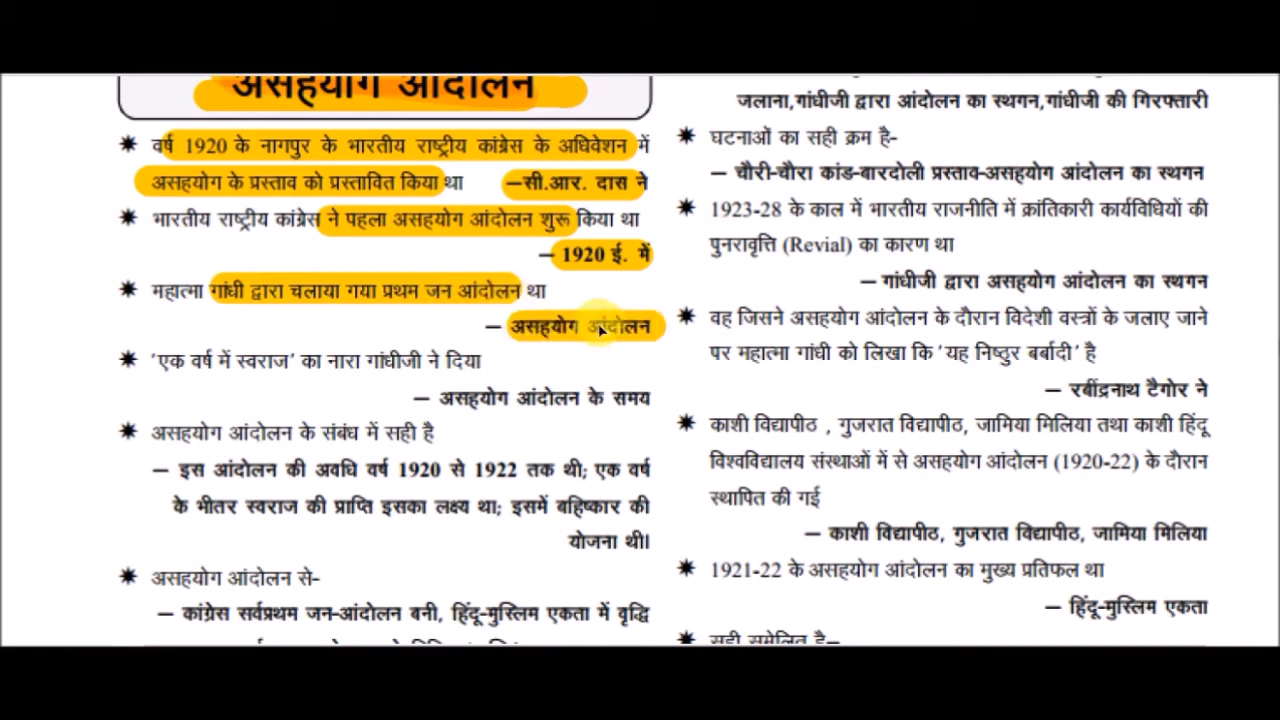 असहयोग आंदोलन
✷ वर्ष 1920 के नागपुर के भारतीय राष्ट्रीय कांग्रेस के अधिवेशन में
असहयोग के प्रस्ताव को प्रस्तावित किया था –सी.आर. दास ने
✷ भारतीय राष्ट्रीय कांग्रेस ने पहला असहयोग आंदोलन शुरू किया था
– 1920 ई. में
✷ महात्मा गांधी द्वारा चलाया गया प्रथम जन आंदोलन था
– असहयोग आंदोलन
✷ 'एक वर्ष में स्वराज' का नारा गांधीजी ने दिया
– असहयोग आंदोलन के समय
✷ असहयोग आंदोलन के संबंध में सही है
– इस आंदोलन की अवधि वर्ष 1920 से 1922 तक थी; एक वर्ष
के भीतर स्वराज की प्राप्ति इसका लक्ष्य था; इसमें बहिष्कार की
योजना थी।
✷ असहयोग आंदोलन से-
– कांग्रेस सर्वप्रथम जन-आंदोलन बनी, हिंदू-मुस्लिम एकता में वृद्धि
जलाना,गांधीजी द्वारा आंदोलन का स्थगन,गांधीजी की गिरफ्तारी
✷ घटनाओं का सही क्रम है-
– चौरी-चौरा कांड-बारदोली प्रस्ताव-असहयोग आंदोलन का स्थगन
✷ 1923-28 के काल में भारतीय राजनीति में क्रांतिकारी कार्यविधियों की
पुनरावृत्ति (Revial) का कारण था
– गांधीजी द्वारा असहयोग आंदोलन का स्थगन
✷ वह जिसने असहयोग आंदोलन के दौरान विदेशी वस्त्रों के जलाए जाने
पर महात्मा गांधी को लिखा कि 'यह निष्ठुर बर्बादी' है
– रबींद्रनाथ टैगोर ने
✷ काशी विद्यापीठ , गुजरात विद्यापीठ, जामिया मिलिया तथा काशी हिंदू
विश्वविद्यालय संस्थाओं में से असहयोग आंदोलन (1920-22) के दौरान
स्थापित की गई
– काशी विद्यापीठ, गुजरात विद्यापीठ, जामिया मिलिया
✷ 1921-22 के असहयोग आंदोलन का मुख्य प्रतिफल था
– हिंदू-मुस्लिम एकता
✷ सही सुमेलित है–